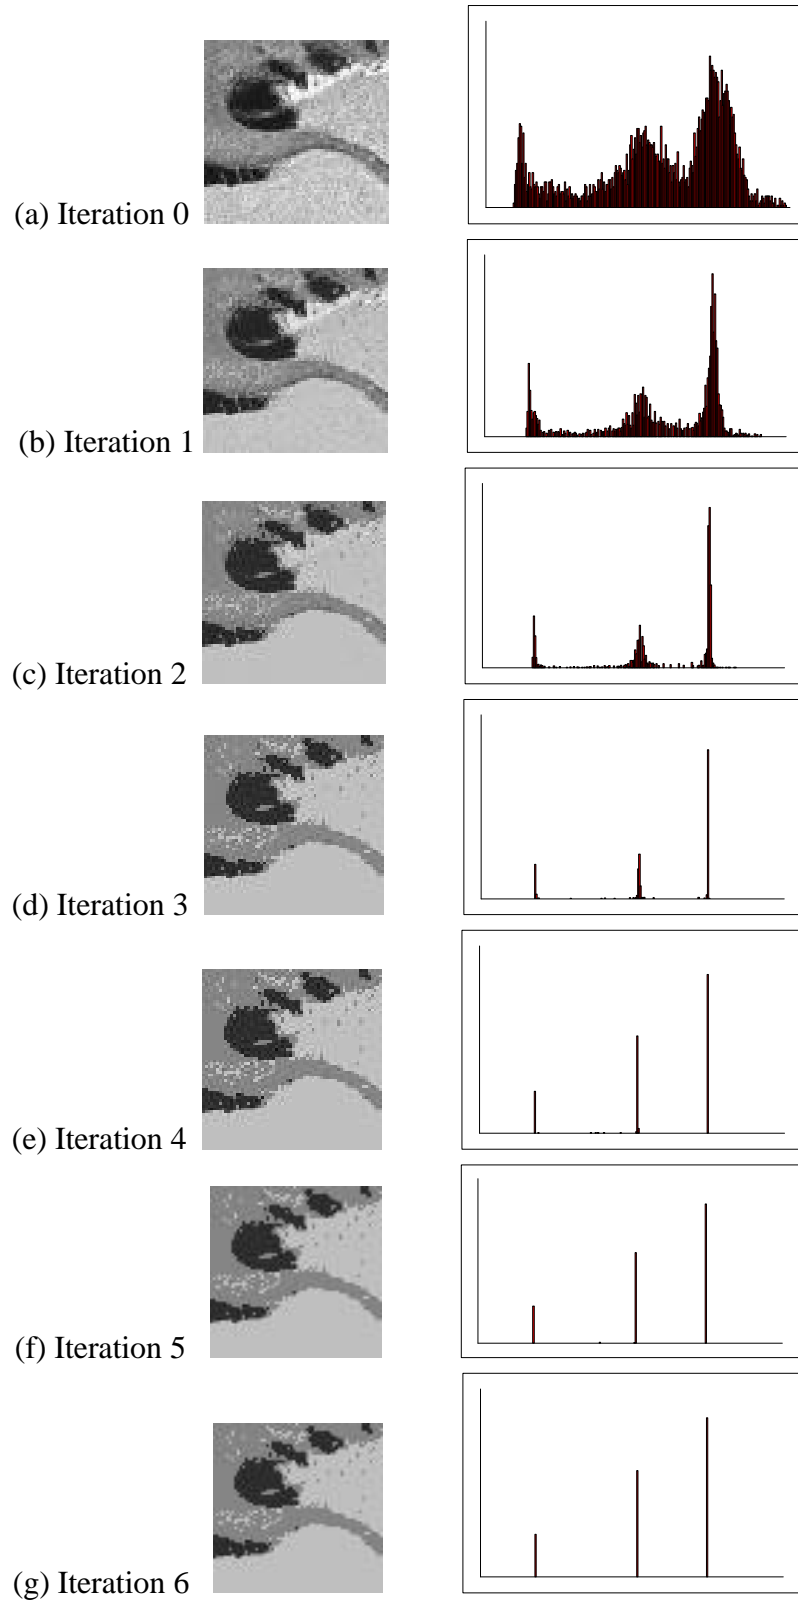 (a) Iteration 0
(b) Iteration 1
(c) Iteration 2
(d) Iteration 3
(e) Iteration 4
(f) Iteration 5
(g) Iteration 6